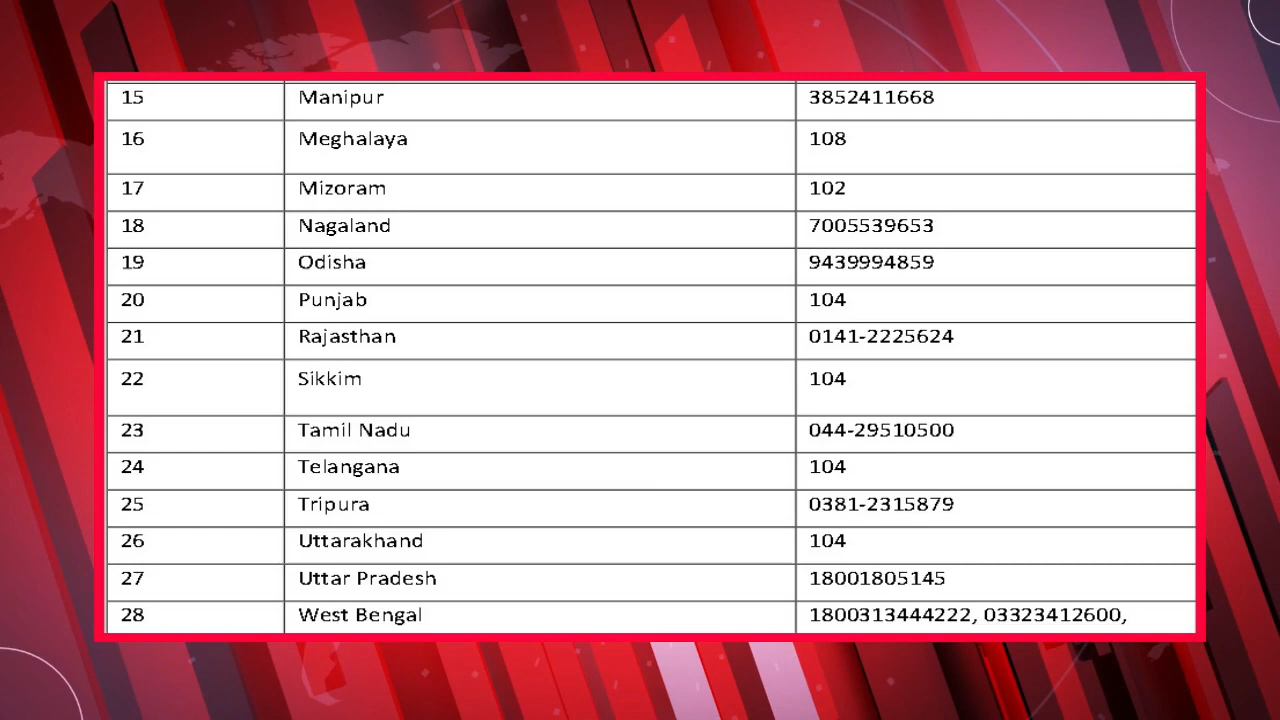 15 Manipur 3852411668
16 Meghalaya 108
17 Mizoram 102
18 Nagaland 7005539653
19 Odisha 9439994859
20 Punjab 104
21 Rajasthan 0141-2225624
22 Sikkim 104
23 Tamil Nadu 044-29510500
24 Telangana 104
25 Tripura 0381-2315879
26 Uttarakhand 104
27 Uttar Pradesh 18001805145
28 West Bengal 1800313444222, 03323412600,